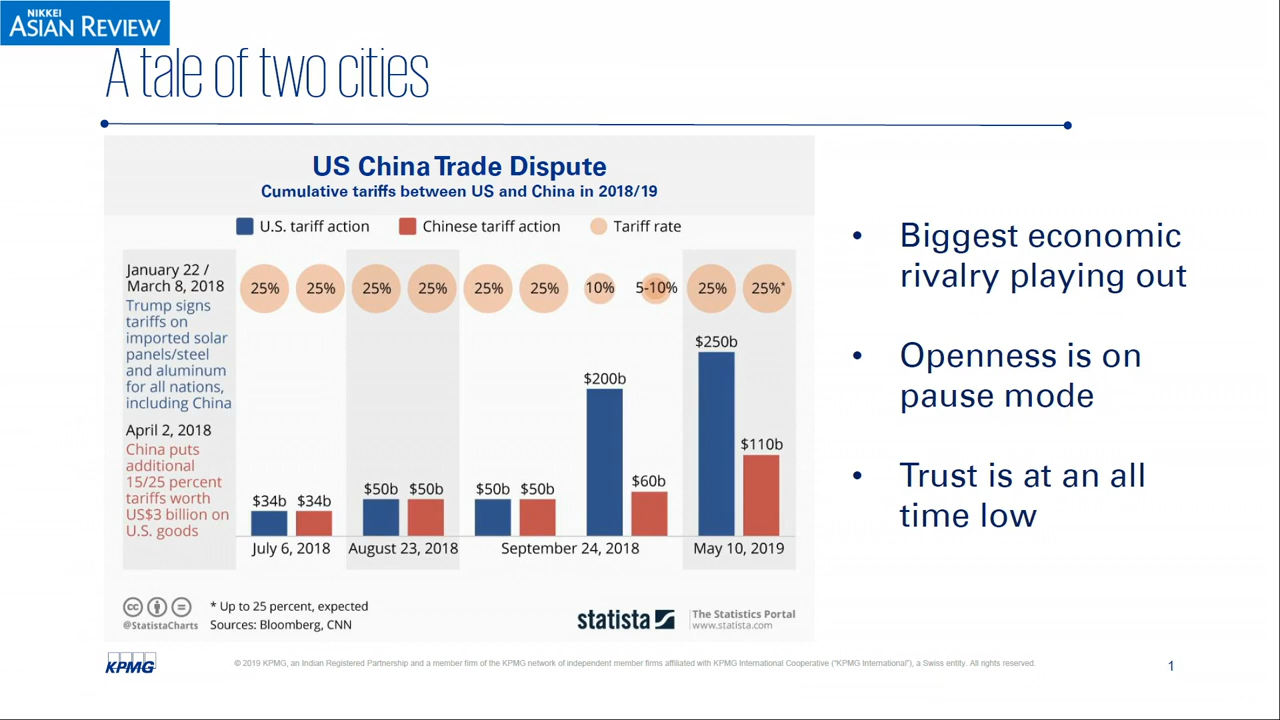 NIKKEI
ASIAN REVIEW
A tale of two cities
US China Trade Dispute
Cumulative tariffs between US and China in 2018/19
U.S. tariff action
Chinese tariff action
Tariff rate
January 22 /
March 8, 2018
Trump signs
tariffs on
imported solar
panels/steel
and aluminum
for all nations,
including China
April 2, 2018
China puts
additional
15/25 percent
tariffs worth
US$3 billion on
U.S. goods
25% 25% 25% 25% 25% 25% 10% 5-10% 25% 25%*
$34b $34b $50b $50b $50b $50b $200b $60b $250b $110b
July 6, 2018 August 23, 2018 September 24, 2018 May 10, 2019
cc
@StatistaCharts
* Up to 25 percent, expected
Sources: Bloomberg, CNN
statista
The Statistics Portal
www.statista.com
• Biggest economic
rivalry playing out
• Openness is on
pause mode
• Trust is at an all
time low
KPMG
© 2019 KPMG, an Indian Registered Partnership and a member firm of the KPMG network of independent member firms affiliated with KPMG International Cooperative ("KPMG International"), a Swiss entity. All rights reserved.
1